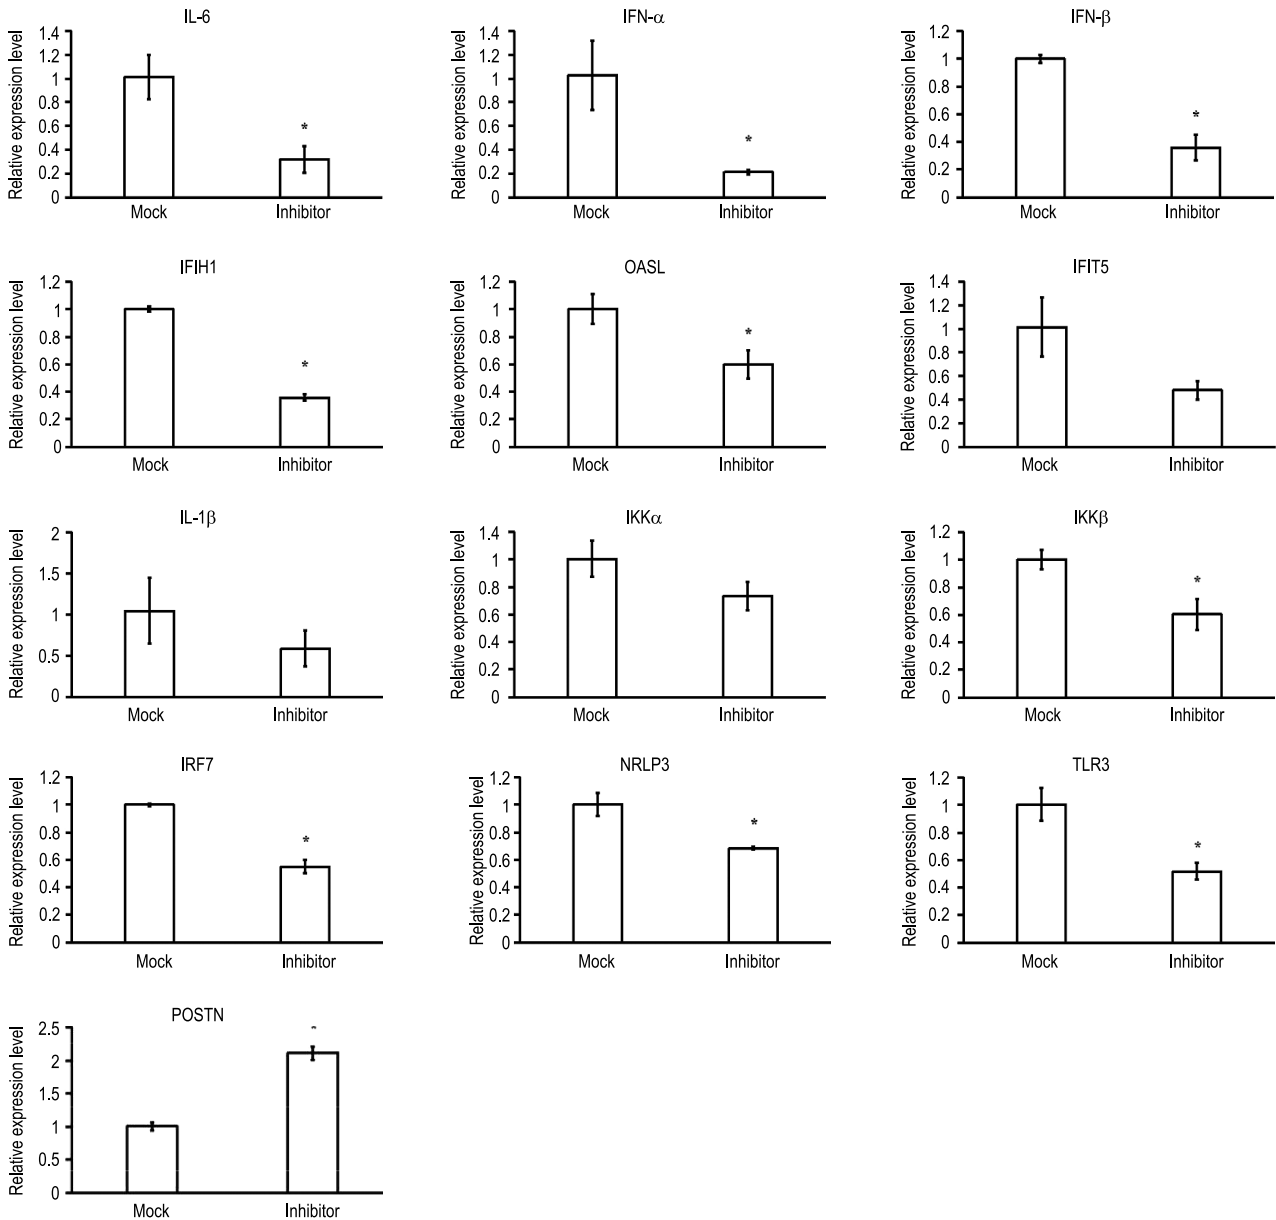 IL-6
Relative expression level
1.4
1.2
1
0.8
0.6
0.4
0.2
0
*
Mock Inhibitor
IFN-α
Relative expression level
1.4
1.2
1
0.8
0.6
0.4
0.2
0
*
Mock Inhibitor
IFN-β
Relative expression level
1.2
1
0.8
0.6
0.4
0.2
0
*
Mock Inhibitor
IFIH1
Relative expression level
1.2
1
0.8
0.6
0.4
0.2
0
*
Mock Inhibitor
OASL
Relative expression level
1.2
1
0.8
0.6
0.4
0.2
0
*
Mock Inhibitor
IFIT5
Relative expression level
1.4
1.2
1
0.8
0.6
0.4
0.2
0
Mock Inhibitor
IL-1β
Relative expression level
2
1.5
1
0.5
0
Mock Inhibitor
IKKα
Relative expression level
1.4
1.2
1
0.8
0.6
0.4
0.2
0
Mock Inhibitor
IKKβ
Relative expression level
1.2
1
0.8
0.6
0.4
0.2
0
*
Mock Inhibitor
IRF7
Relative expression level
1.2
1
0.8
0.6
0.4
0.2
0
*
Mock Inhibitor
NRLP3
Relative expression level
1.2
1
0.8
0.6
0.4
0.2
0
*
Mock Inhibitor
TLR3
Relative expression level
1.2
1
0.8
0.6
0.4
0.2
0
*
Mock Inhibitor
POSTN
Relative expression level
2.5
2
1.5
1
0.5
0
Mock Inhibitor